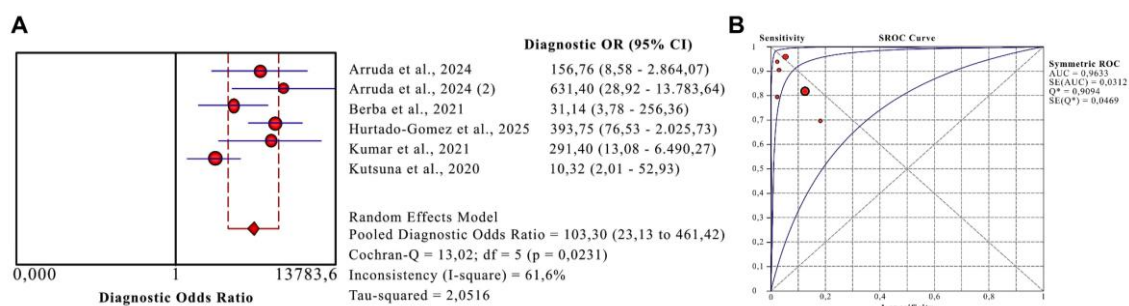 A
Diagnostic OR (95% CI)
Arruda et al., 2024 156,76 (8,58 - 2.864,07)
Arruda et al., 2024 (2) 631,40 (28,92 - 13.783,64)
Berba et al., 2021 31,14 (3,78 - 256,36)
Hurtado-Gomez et al., 2025 393,75 (76,53 - 2.025,73)
Kumar et al., 2021 291,40 (13,08 - 6.490,27)
Kutsuna et al., 2020 10,32 (2,01 - 52,93)
Random Effects Model
Pooled Diagnostic Odds Ratio = 103,30 (23,13 to 461,42)
Cochran-Q = 13,02; df = 5 (p = 0,0231)
Inconsistency (I-square) = 61,6%
Tau-squared = 2,0516
0,000 1 13783,6
Diagnostic Odds Ratio
B
Sensitivity SROC Curve
1
0,9
0,8
0,7
0,6
0,5
0,4
0,3
0,2
0,1
0
0 0,2 0,4 0,6 0,8 1
Symmetric ROC
AUC = 0,9633
SE(AUC) = 0,0312
Q* = 0,9094
SE(Q*) = 0,0469